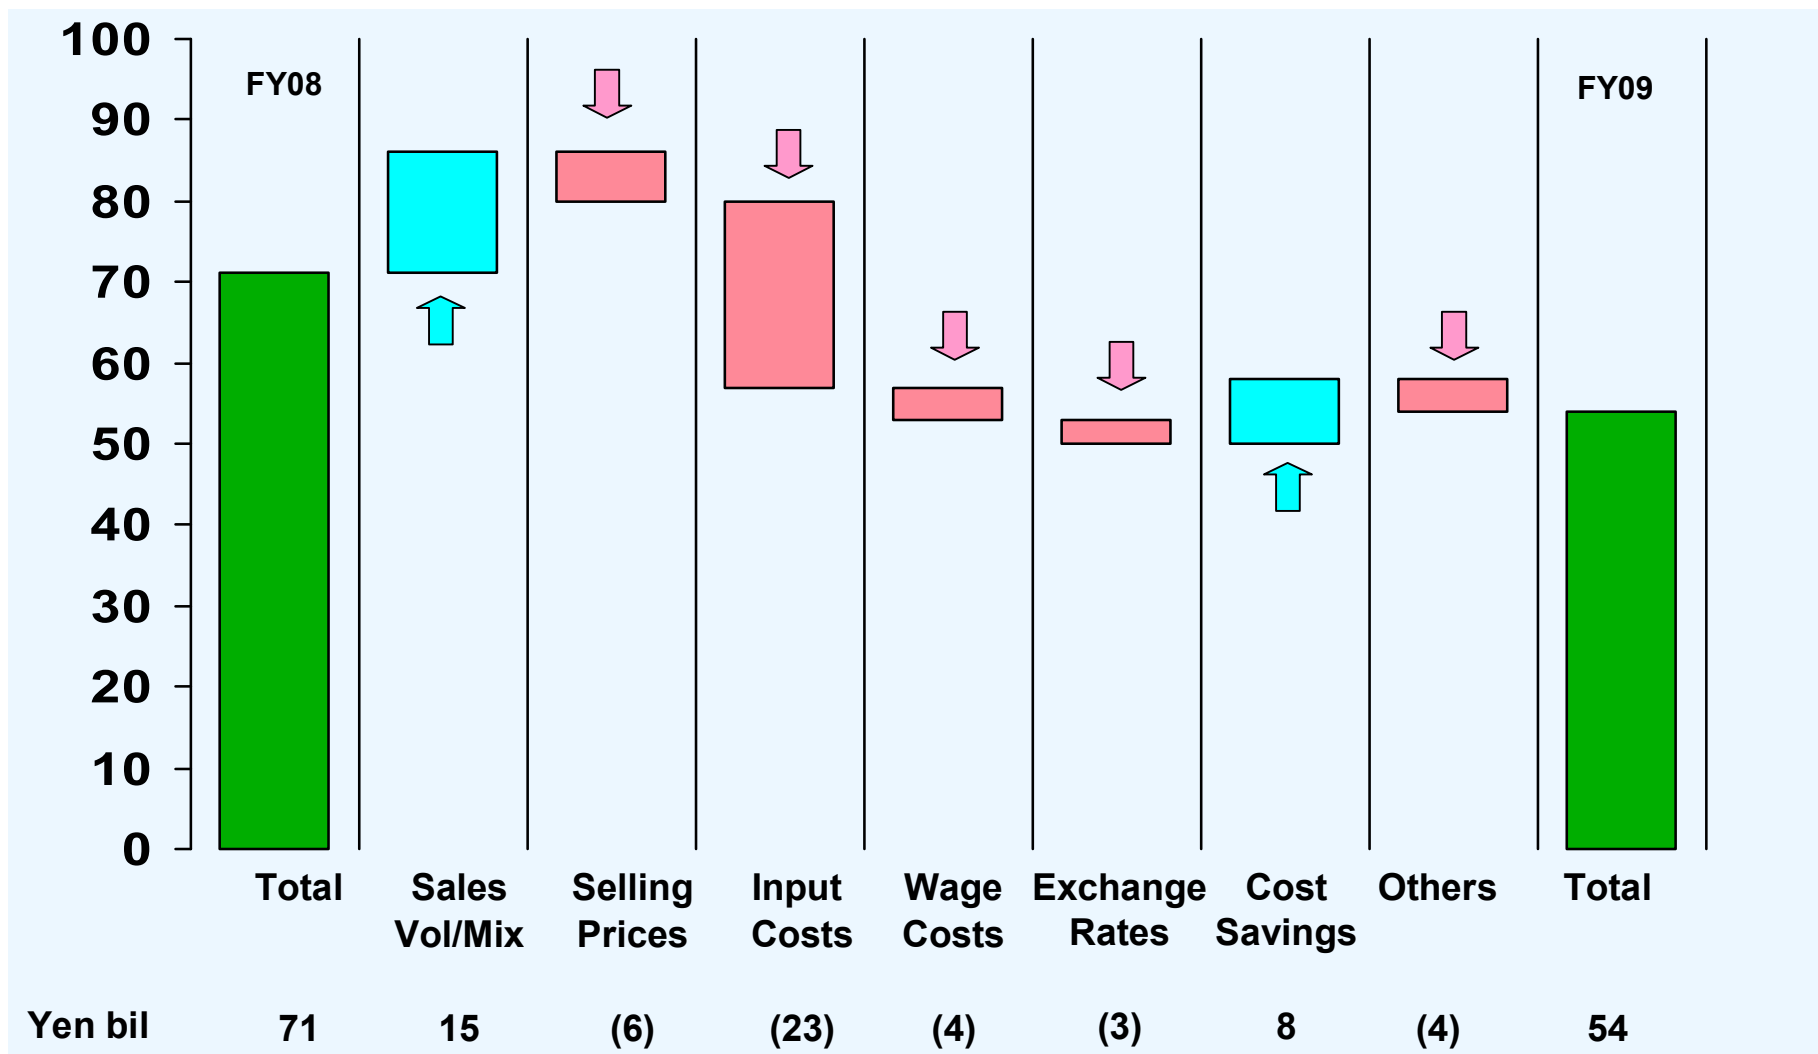 100
90
80
70
60
50
40
30
20
10
0
FY08
FY09
Total
Sales
Vol/Mix
Selling
Prices
Input
Costs
Wage
Costs
Exchange
Rates
Cost
Savings
Others
Total
Yen bil 71 15 (6) (23) (4) (3) 8 (4) 54